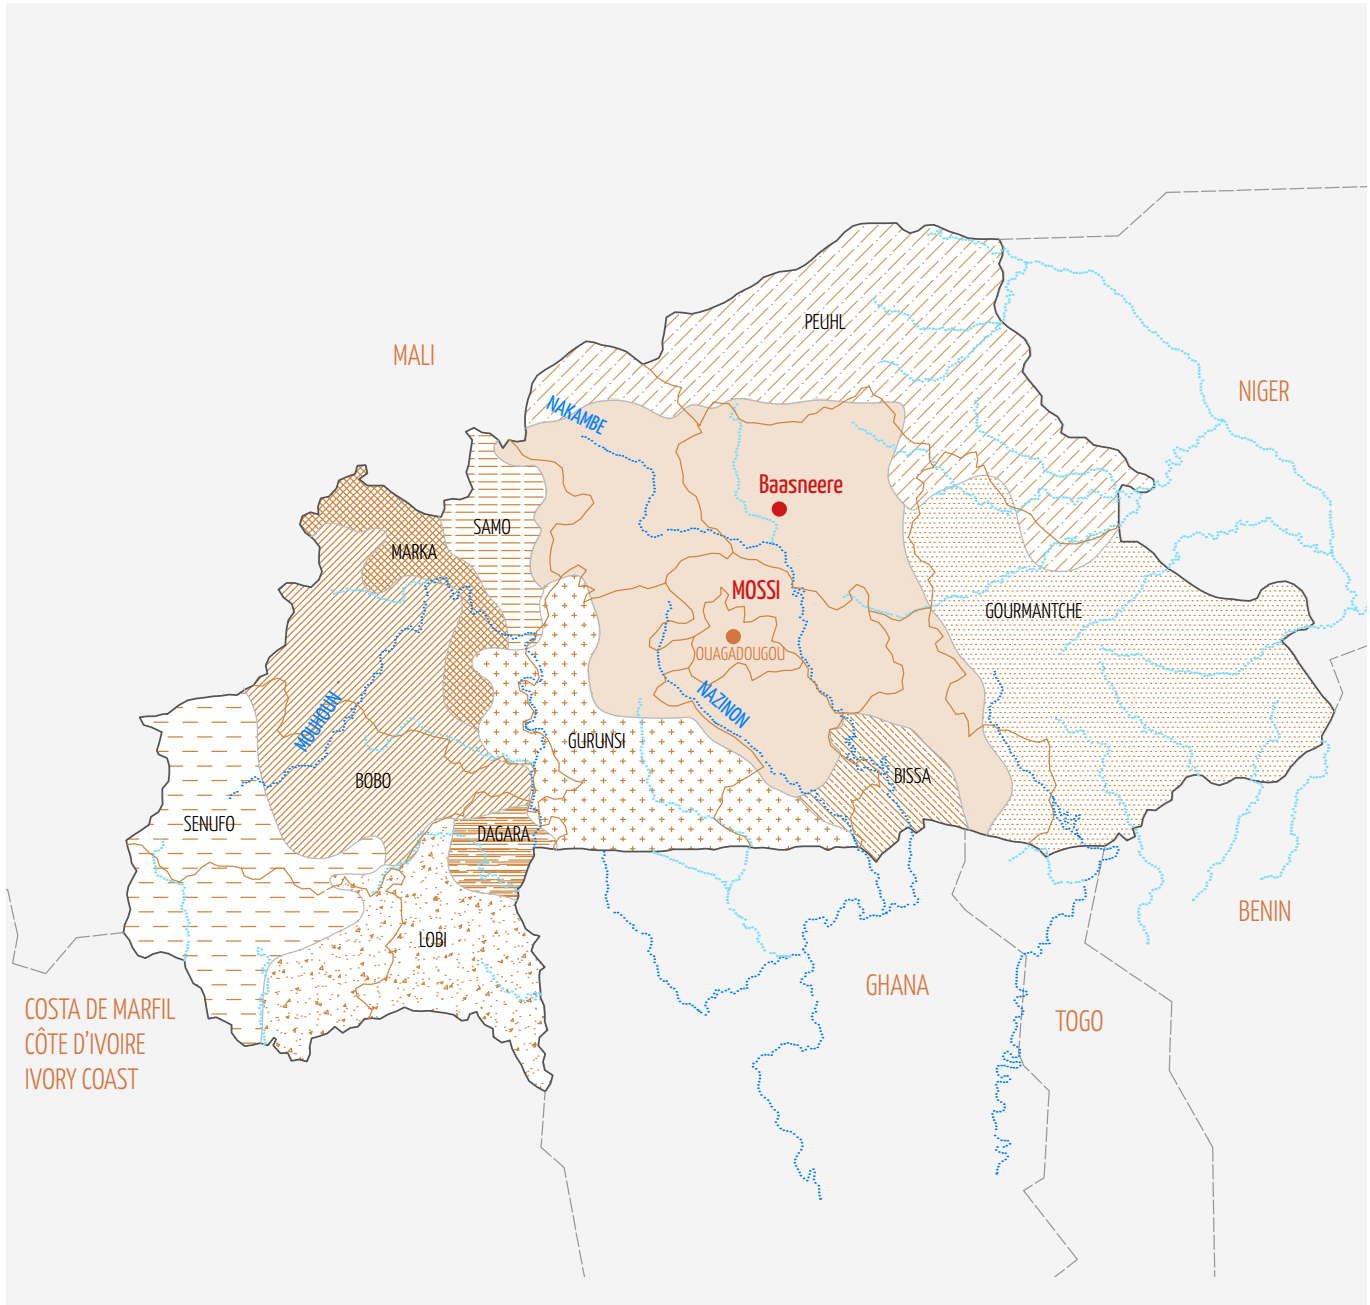 PEUHL
MALI
NIGER
NAKAMBE
Baasneere
SAMO
MARKA
MOSSI
GOURMANTCHE
OUAGADOUGOU
NAZINON
MOUHOUN
GURUNSI
BISSA
BOBO
SENUFO
DAGARA
BENIN
LOBI
GHANA
COSTA DE MARFIL
CÔTE D'IVOIRE
IVORY COAST
TOGO